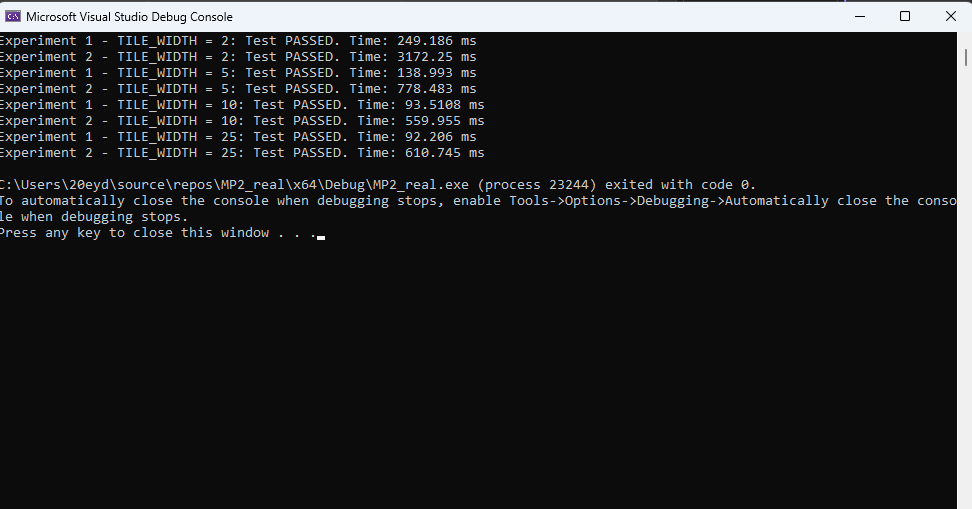 Microsoft Visual Studio Debug Console
Experiment 1 - TILE_WIDTH = 2: Test PASSED. Time: 249.186 ms
Experiment 2 - TILE_WIDTH = 2: Test PASSED. Time: 3172.25 ms
Experiment 1 - TILE_WIDTH = 5: Test PASSED. Time: 138.993 ms
Experiment 2 - TILE_WIDTH = 5: Test PASSED. Time: 778.483 ms
Experiment 1 - TILE_WIDTH = 10: Test PASSED. Time: 93.5108 ms
Experiment 2 - TILE_WIDTH = 10: Test PASSED. Time: 559.955 ms
Experiment 1 - TILE_WIDTH = 25: Test PASSED. Time: 92.206 ms
Experiment 2 - TILE_WIDTH = 25: Test PASSED. Time: 610.745 ms
C:\Users\20eyd\source\repos\MP2_real\x64\Debug\MP2_real.exe (process 23244) exited with code 0.
To automatically close the console when debugging stops, enable Tools->Options->Debugging->Automatically close the conso
le when debugging stops.
Press any key to close this window . . .